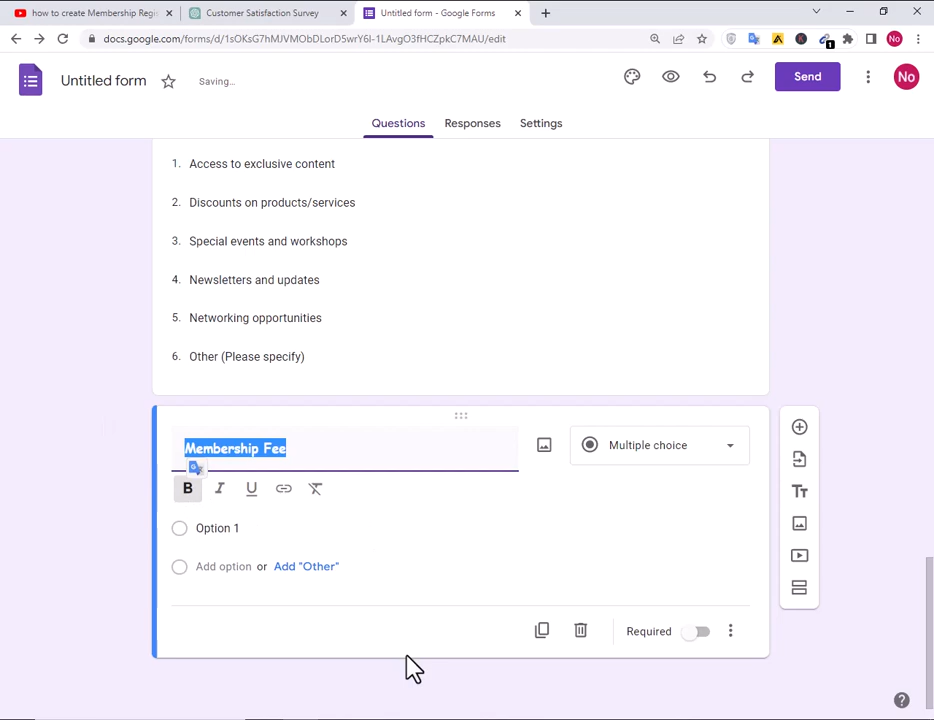 how to create Membership Regi
Customer Satisfaction Survey
Untitled form - Google Forms
docs.google.com/forms/d/1sOKsG7hMJVMObDLorD5wrY6I-1LAvgO3fHCZpKC7MAU/edit
1
No
Untitled form
Saving...
Send
No
Questions
Responses
Settings
1. Access to exclusive content
2. Discounts on products/services
3. Special events and workshops
4. Newsletters and updates
5. Networking opportunities
6. Other (Please specify)
Membership Fee
Multiple choice
B I U
Option 1
Add option or Add "Other"
Required